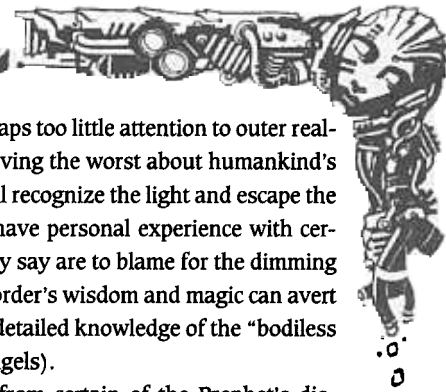 aps too little attention to outer real-
ving the worst about humankind's
l recognize the light and escape the
have personal experience with cer-
y say are to blame for the dimming
order's wisdom and magic can avert
detailed knowledge of the “bodiless
gels).
from certain of the Prophet's dis-